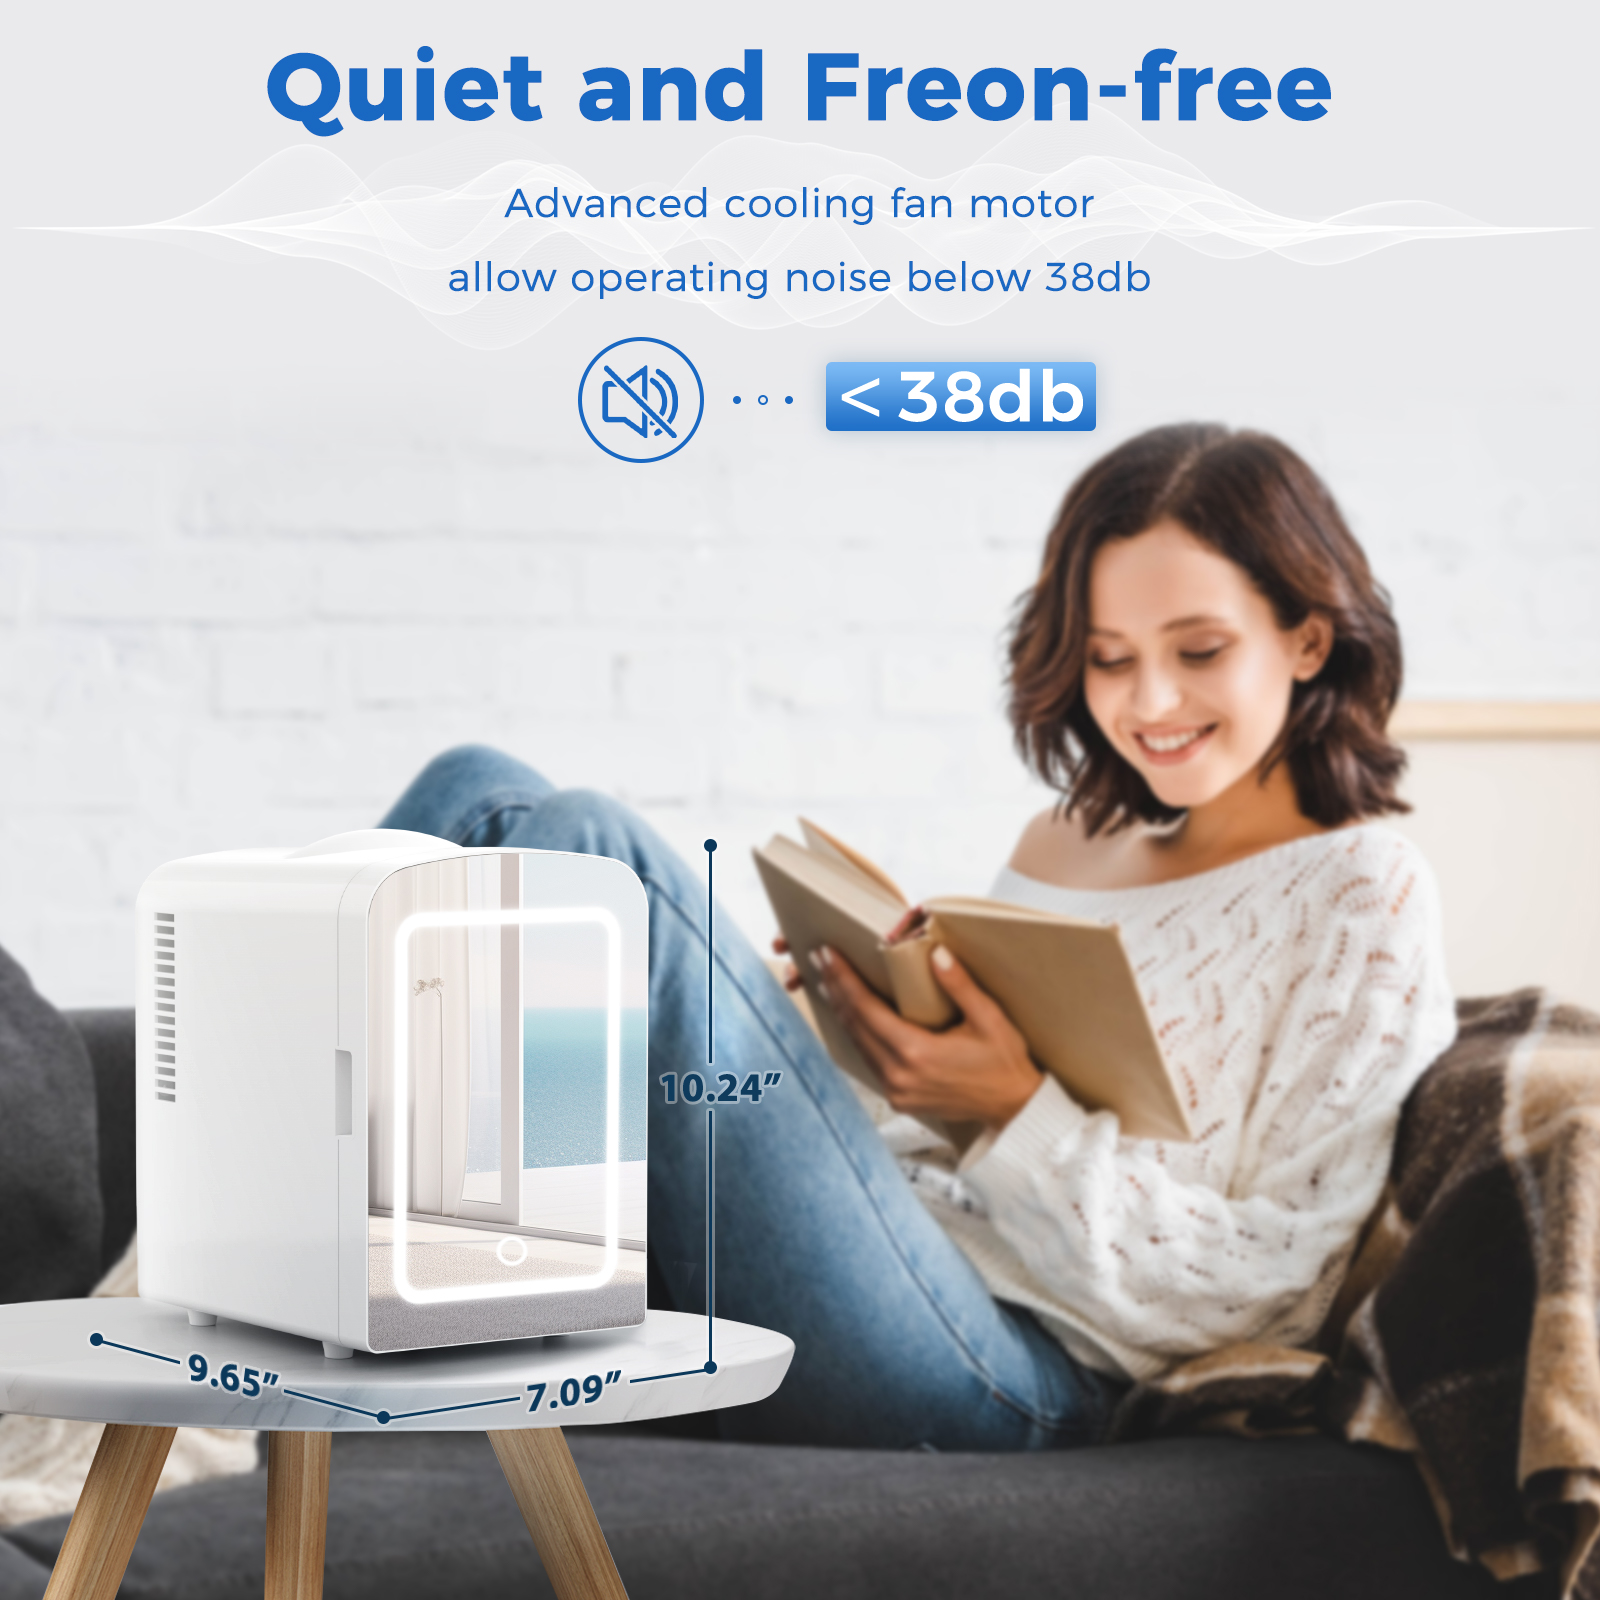 Quiet and Freon-free
Advanced cooling fan motor
allow operating noise below 38db
<38db
10.24”
9.65”
7.09”